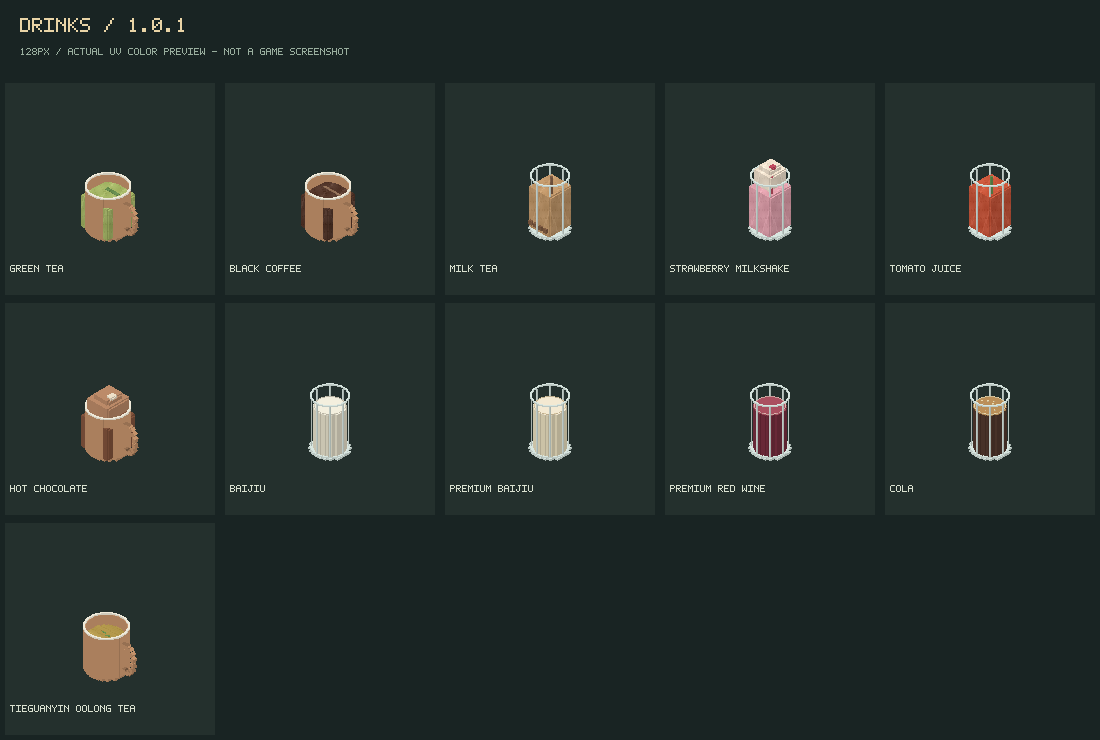 DRINKS / 1.0.1
128PX / ACTUAL UV COLOR PREVIEW — NOT A GAME SCREENSHOT
GREEN TEA
BLACK COFFEE
MILK TEA
STRAWBERRY MILKSHAKE
TOMATO JUICE
HOT CHOCOLATE
BAIJIU
PREMIUM BAIJIU
PREMIUM RED WINE
COLA
TIEGUANYIN OOLONG TEA